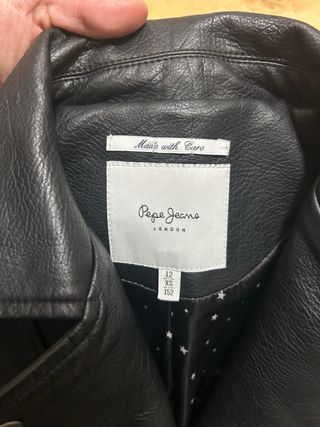 Made with Care
Pepe Jeans
LONDON
12
XS
152